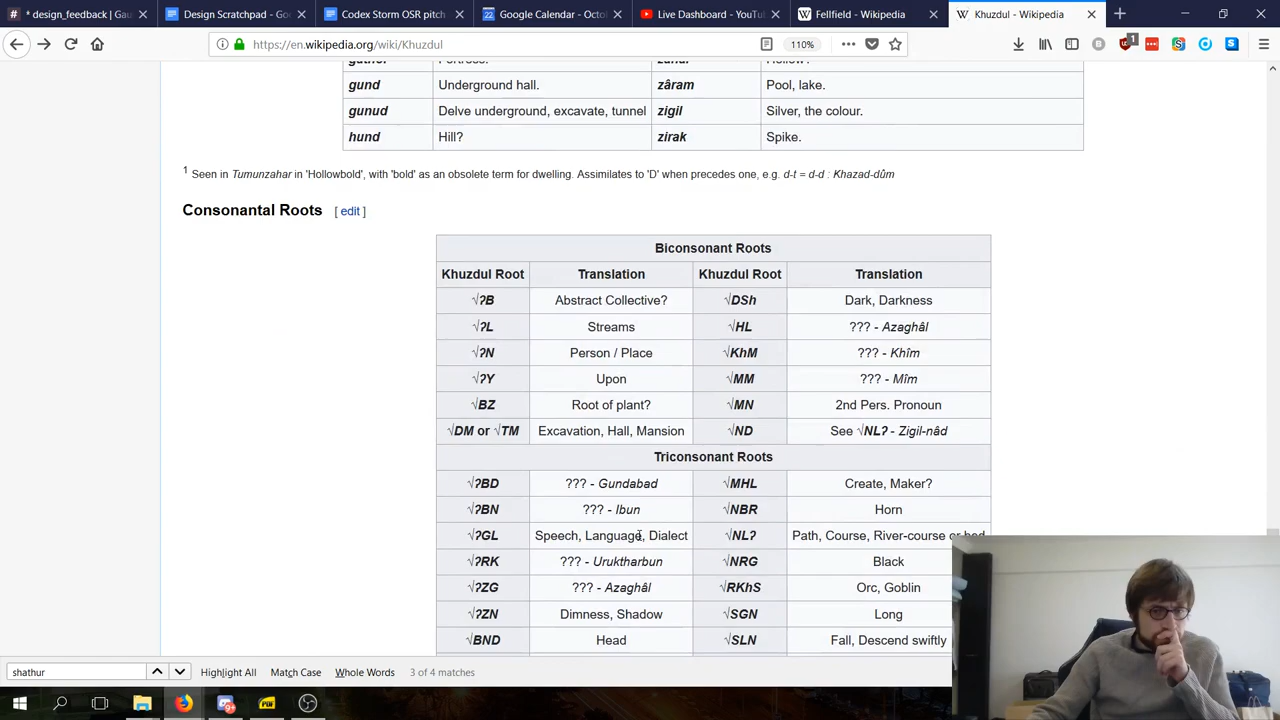 * design_feedback | Gau
Design Scratchpad - Go
Codex Storm OSR pitch
Google Calendar - Octo
Live Dashboard - YouTu
Fellfield - Wikipedia
Khuzdul - Wikipedia
https://en.wikipedia.org/wiki/Khuzdul
110%
1
gund Underground hall. zâram Pool, lake.
gunud Delve underground, excavate, tunnel zigil Silver, the colour.
hund Hill? zirak Spike.
1 Seen in Tumunzahar in 'Hollowbold', with 'bold' as an obsolete term for dwelling. Assimilates to 'D' when precedes one, e.g. d-t = d-d : Khazad-dûm
Consonantal Roots [ edit ]
Biconsonant Roots
Khuzdul Root Translation Khuzdul Root Translation
√ʔB Abstract Collective? √DSh Dark, Darkness
√ʔL Streams √HL ??? - Azaghâl
√ʔN Person / Place √KhM ??? - Khîm
√ʔY Upon √MM ??? - Mîm
√BZ Root of plant? √MN 2nd Pers. Pronoun
√DM or √TM Excavation, Hall, Mansion √ND See √NLʔ - Zigil-nâd
Triconsonant Roots
√ʔBD ??? - Gundabad √MHL Create, Maker?
√ʔBN ??? - Ibun √NBR Horn
√ʔGL Speech, Language, Dialect √NLʔ Path, Course, River-course or bed
√ʔRK ??? - Uruktharbun √NRG Black
√ʔZG ??? - Azaghâl √RKhS Orc, Goblin
√ʔZN Dimness, Shadow √SGN Long
√BND Head √SLN Fall, Descend swiftly
shathur
Highlight All Match Case Whole Words 3 of 4 matches